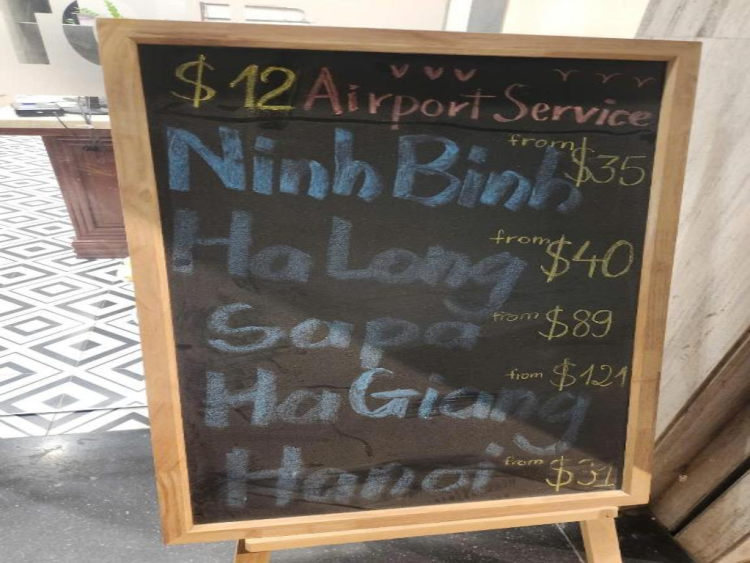 $12 Airport Service
Ninh Binh from $35
Ha Long from $40
Sapa from $89
Ha Giang from $121
Hanoi from $31